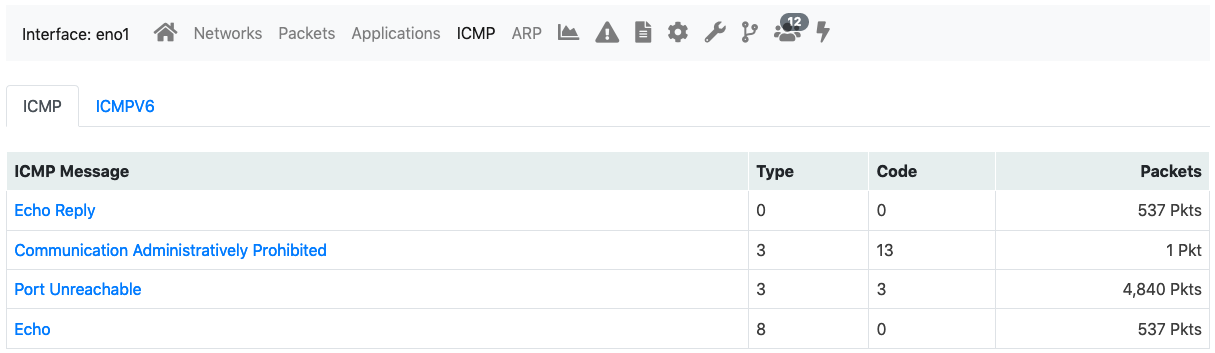 Interface: eno1 Networks Packets Applications ICMP ARP 12
ICMP ICMPV6
ICMP Message Type Code Packets
Echo Reply 0 0 537 Pkts
Communication Administratively Prohibited 3 13 1 Pkt
Port Unreachable 3 3 4,840 Pkts
Echo 8 0 537 Pkts